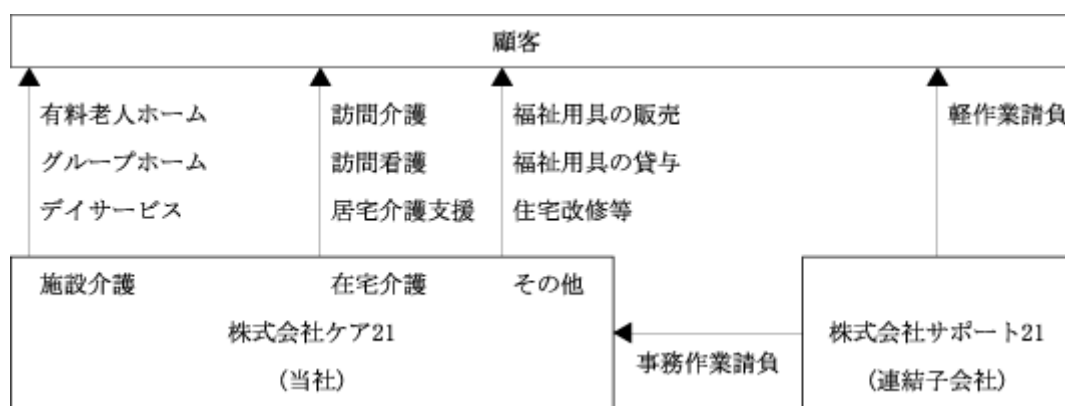 顧客
有料老人ホーム
グループホーム
デイサービス
訪問介護
訪問看護
居宅介護支援
福祉用具の販売
福祉用具の貸与
住宅改修等
軽作業請負
施設介護
在宅介護
その他
株式会社ケア21
(当社)
事務作業請負
株式会社サポート21
(連結子会社)